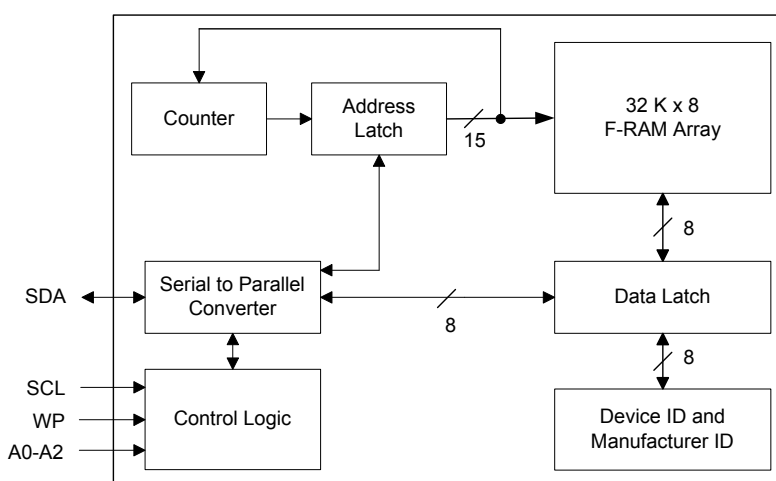 Counter
Address
Latch
15
32 K x 8
F-RAM Array
8
SDA
Serial to Parallel
Converter
8
Data Latch
8
SCL
WP
A0-A2
Control Logic
Device ID and
Manufacturer ID